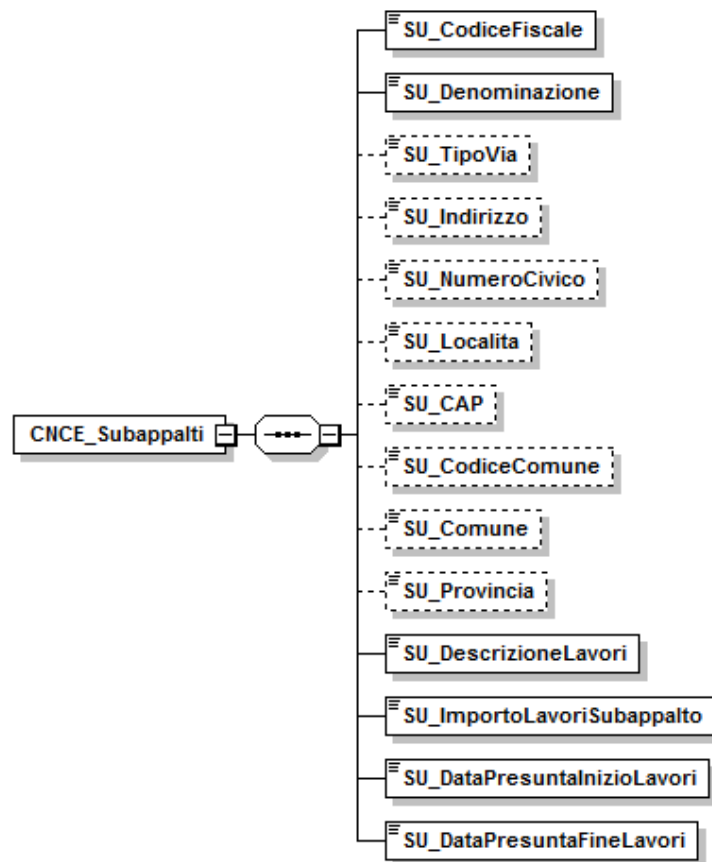 SU_CodiceFiscale
SU_Denominazione
SU_TipoVia
SU_Indirizzo
SU_NumeroCivico
SU_Localita
SU_CAP
CNCE_Subappalti
SU_CodiceComune
SU_Comune
SU_Provincia
SU_DescrizioneLavori
SU_ImportoLavoriSubappalto
SU_DataPresuntaInizioLavori
SU_DataPresuntaFineLavori